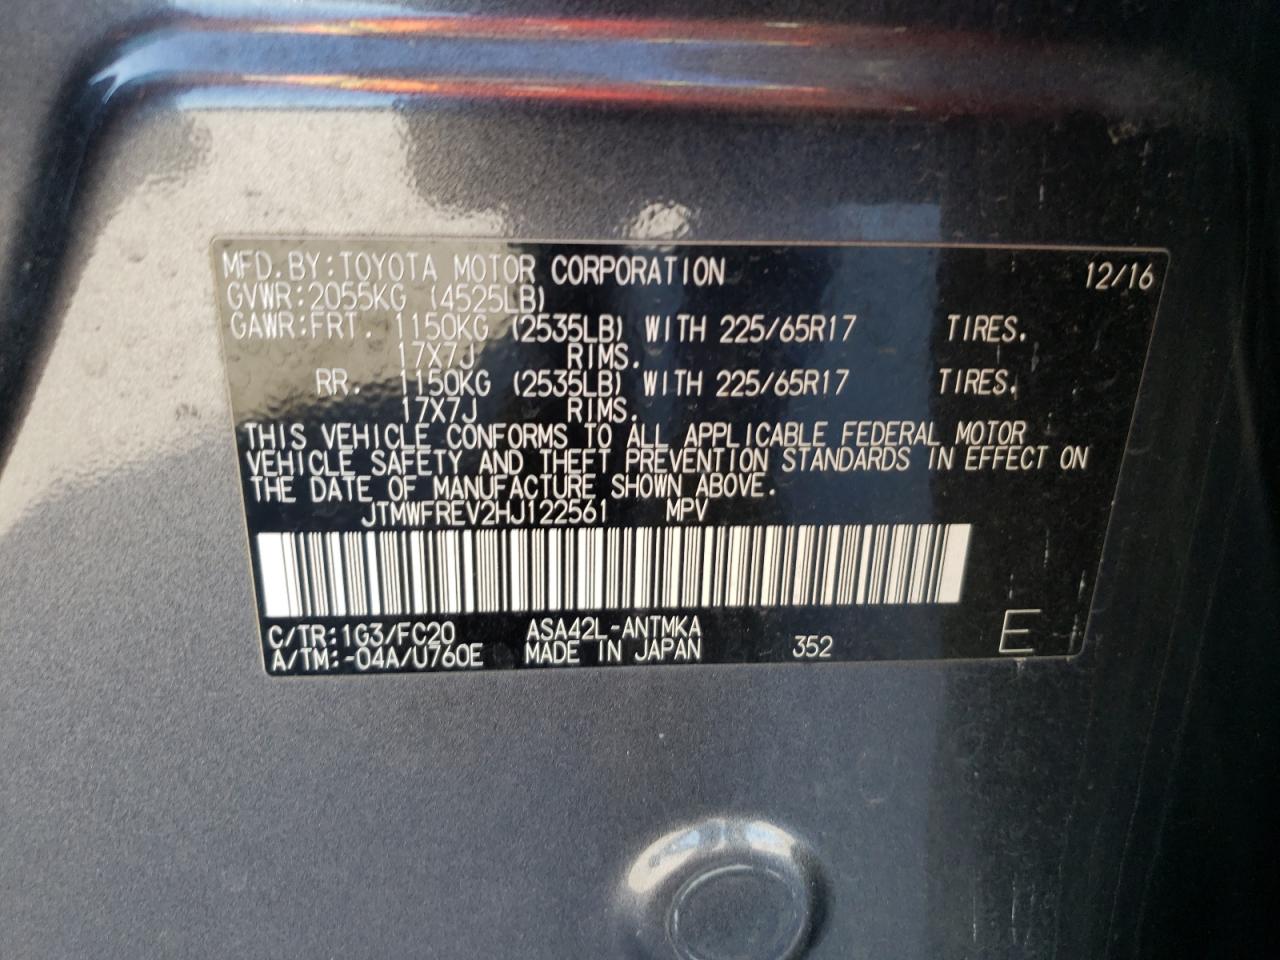 MFD.BY:TOYOTA MOTOR CORPORATION 12/16
GVWR:2055KG (4525LB)
GAWR:FRT. 1150KG (2535LB) WITH 225/65R17 TIRES.
17X7J RIMS.
RR. 1150KG (2535LB) WITH 225/65R17 TIRES.
17X7J RIMS.
THIS VEHICLE CONFORMS TO ALL APPLICABLE FEDERAL MOTOR
VEHICLE SAFETY AND THEFT PREVENTION STANDARDS IN EFFECT ON
THE DATE OF MANUFACTURE SHOWN ABOVE.
JTMWFREV2HJ122561 MPV
C/TR:1G3/FC20 ASA42L-ANTMKA
A/TM:-04A/U760E MADE IN JAPAN 352 E